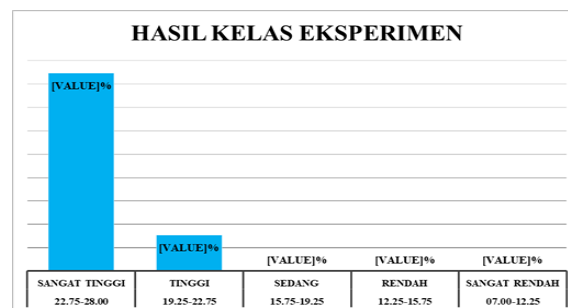 HASIL KELAS EKSPERIMEN
[VALUE]%
[VALUE]%
[VALUE]% [VALUE]% [VALUE]%
SANGAT TINGGI TINGGI SEDANG RENDAH SANGAT RENDAH
22.75-28.00 19.25-22.75 15.75-19.25 12.25-15.75 07.00-12.25